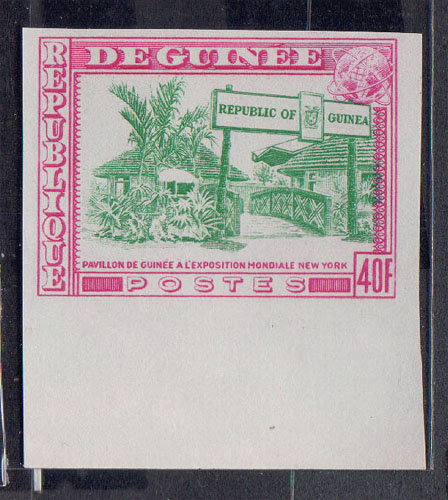 REPUBLIQUE
DE GUINEE
REPUBLIC OF GUINEA
PAVILLON DE GUINÉE A L'EXPOSITION MONDIALE NEW YORK
POSTES
40F